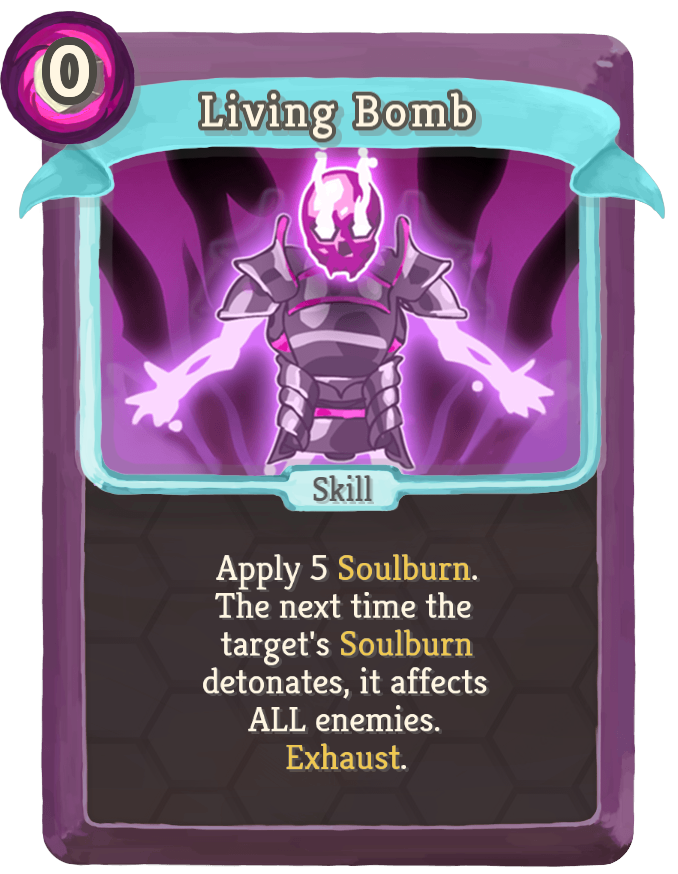 0
Living Bomb
Skill
Apply 5 Soulburn.
The next time the
target's Soulburn
detonates, it affects
ALL enemies.
Exhaust.